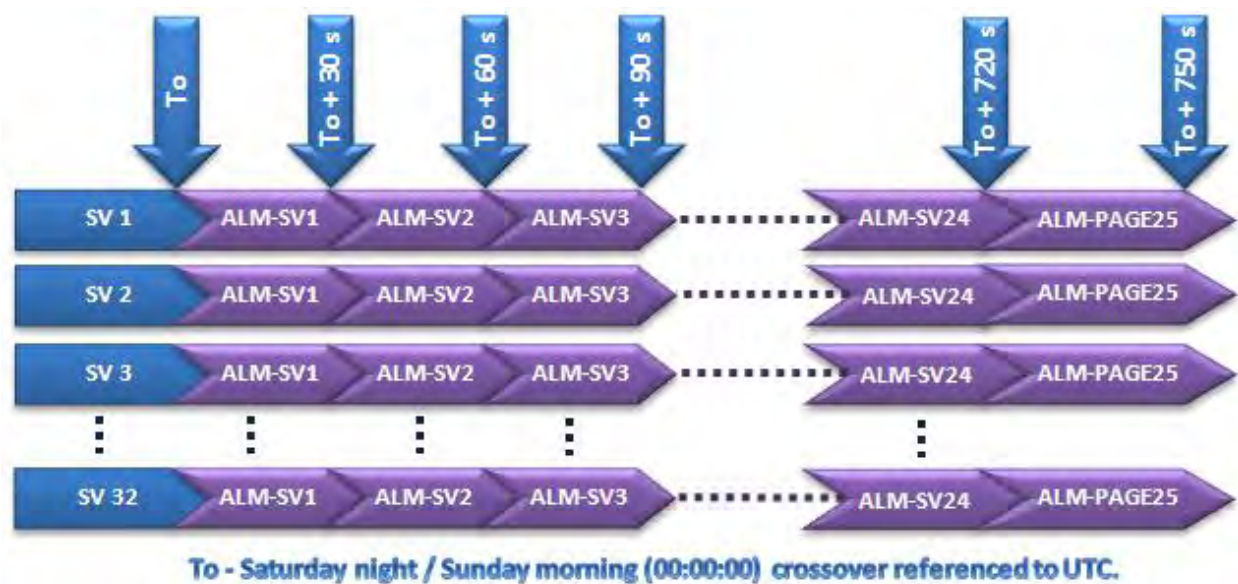 To
To + 30 s
To + 60 s
To + 90 s
To + 720 s
To + 750 s
SV 1 ALM-SV1 ALM-SV2 ALM-SV3 ALM-SV24 ALM-PAGE25
SV 2 ALM-SV1 ALM-SV2 ALM-SV3 ALM-SV24 ALM-PAGE25
SV 3 ALM-SV1 ALM-SV2 ALM-SV3 ALM-SV24 ALM-PAGE25
SV 32 ALM-SV1 ALM-SV2 ALM-SV3 ALM-SV24 ALM-PAGE25
To - Saturday night / Sunday morning (00:00:00) crossover referenced to UTC.